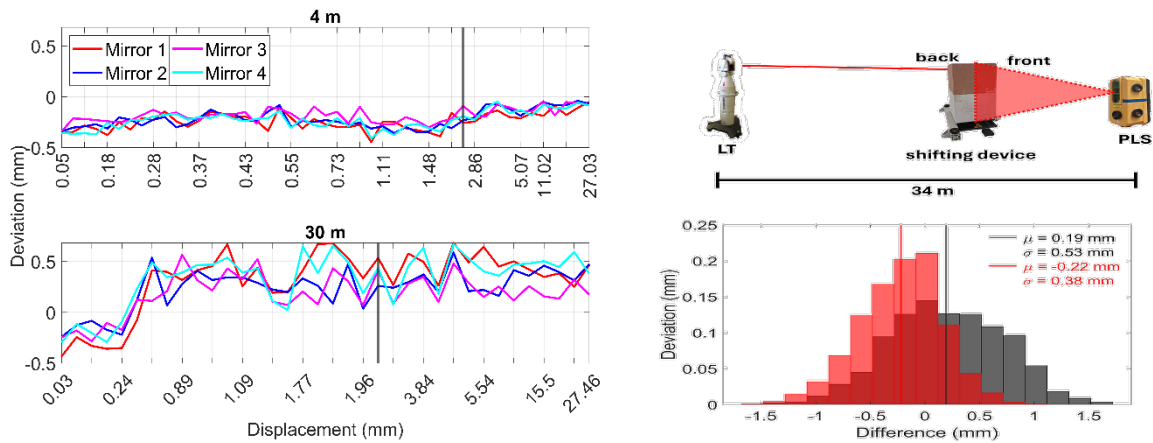 4 m
Mirror 1
Mirror 3
Mirror 2
Mirror 4
0.5
0
-0.5
0.05
0.18
0.28
0.37
0.43
0.55
0.73
1.11
1.48
2.86
5.07
11.02
27.03
Deviation (mm)
30 m
0.5
0
-0.5
0.03
0.24
0.89
1.09
1.77
1.96
3.84
5.54
15.5
27.46
Displacement (mm)
back
front
LT
PLS
shifting device
34 m
0.25
0.2
0.15
0.1
0.05
0
μ = 0.19 mm
σ = 0.53 mm
μ = -0.22 mm
σ = 0.38 mm
Deviation (mm)
-1.5
-1
-0.5
0
0.5
1
1.5
Difference (mm)